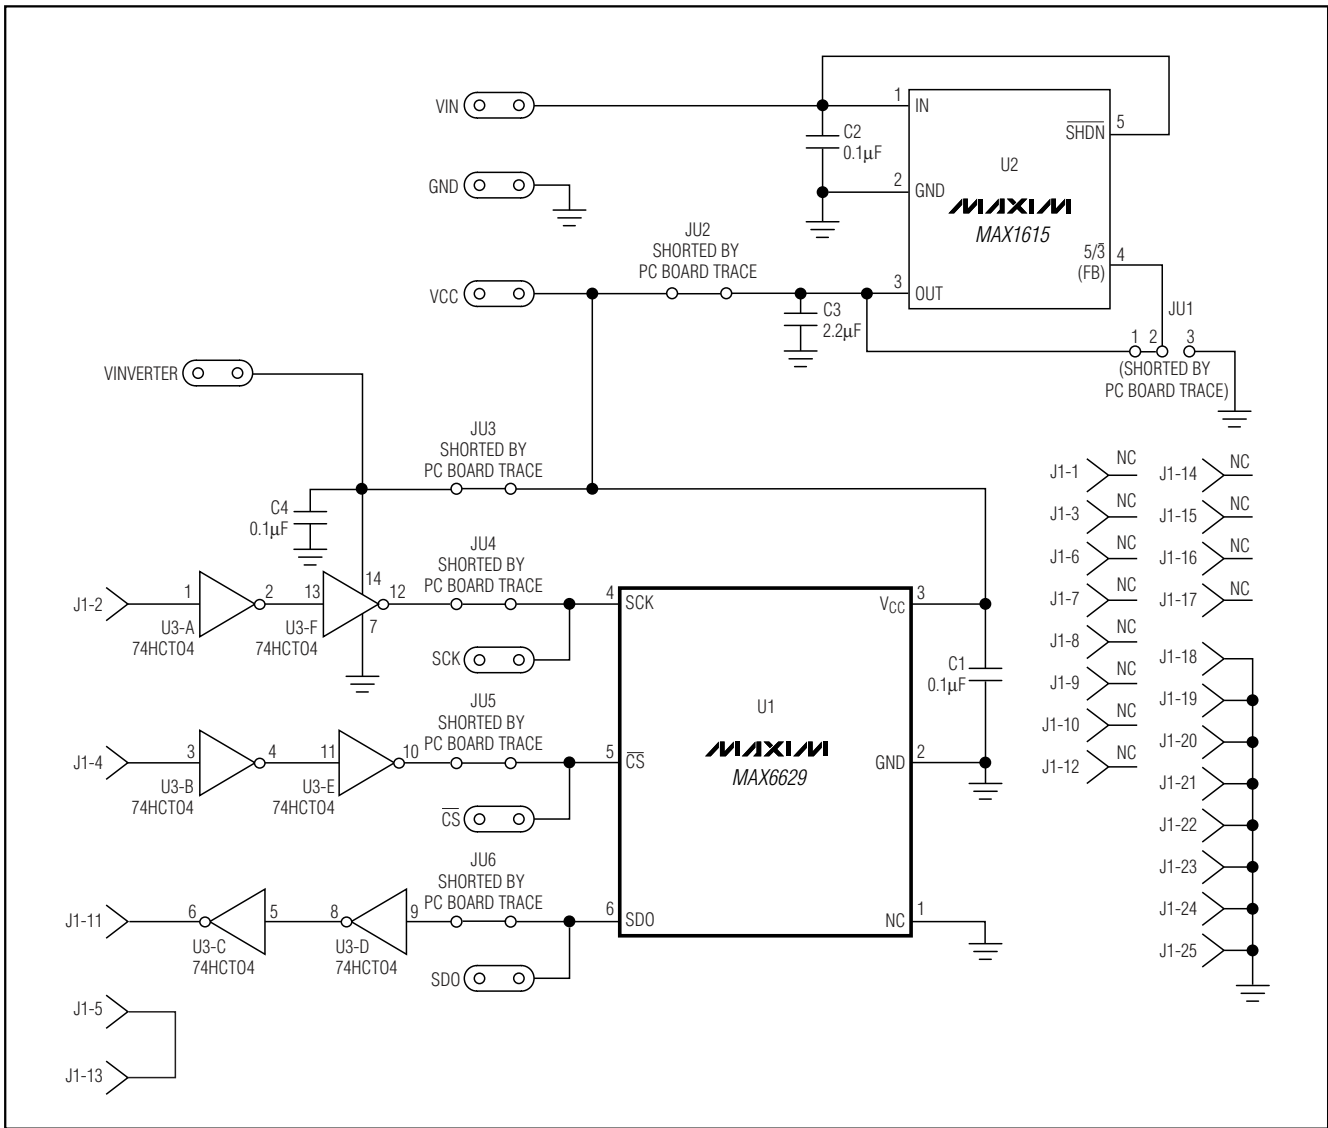 VIN
1
IN
C2
0.1µF
SHDN
5
U2
2
GND
GND
MAXIM
MAX1615
5/3
(FB)
4
JU2
SHORTED BY
PC BOARD TRACE
VCC
3
OUT
C3
2.2µF
JU1
1
2
3
(SHORTED BY
PC BOARD TRACE)
VINVERTER
JU3
SHORTED BY
PC BOARD TRACE
C4
0.1µF
JU4
SHORTED BY
PC BOARD TRACE
J1-2
1
2
U3-A
74HCT04
13
14
12
7
U3-F
74HCT04
4
SCK
SCK
VCC
3
C1
0.1µF
JU5
SHORTED BY
PC BOARD TRACE
J1-4
3
4
U3-B
74HCT04
11
10
U3-E
74HCT04
5
CS
CS
U1
MAXIM
MAX6629
GND
2
JU6
SHORTED BY
PC BOARD TRACE
J1-11
6
5
U3-C
74HCT04
8
9
U3-D
74HCT04
6
SDO
SDO
NC
1
J1-5
J1-13
J1-1
NC
J1-3
NC
J1-6
NC
J1-7
NC
J1-8
NC
J1-9
NC
J1-10
NC
J1-12
NC
J1-14
NC
J1-15
NC
J1-16
NC
J1-17
NC
J1-18
J1-19
J1-20
J1-21
J1-22
J1-23
J1-24
J1-25